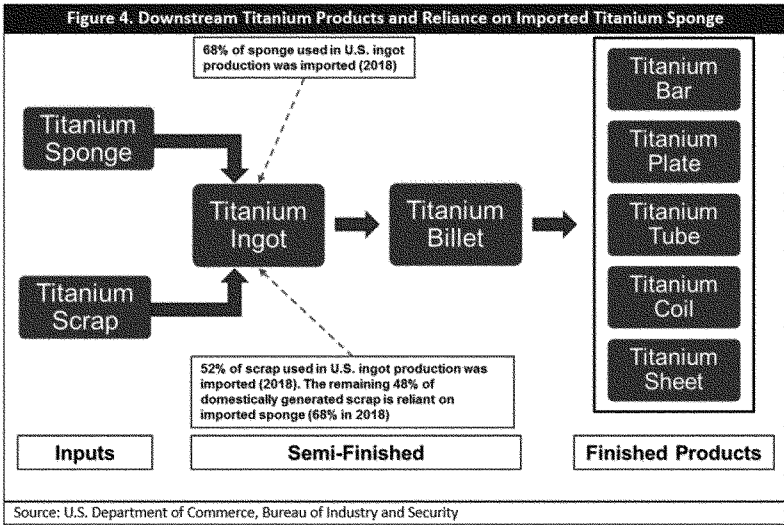 Figure 4. Downstream Titanium Products and Reliance on Imported Titanium Sponge
68% of sponge used in U.S. ingot
production was imported (2018)
Titanium
Sponge
Titanium
Scrap
Titanium
Ingot
Titanium
Billet
Titanium
Bar
Titanium
Plate
Titanium
Tube
Titanium
Coil
Titanium
Sheet
52% of scrap used in U.S. ingot production was
imported (2018). The remaining 48% of
domestically generated scrap is reliant on
imported sponge (68% in 2018)
Inputs
Semi-Finished
Finished Products
Source: U.S. Department of Commerce, Bureau of Industry and Security